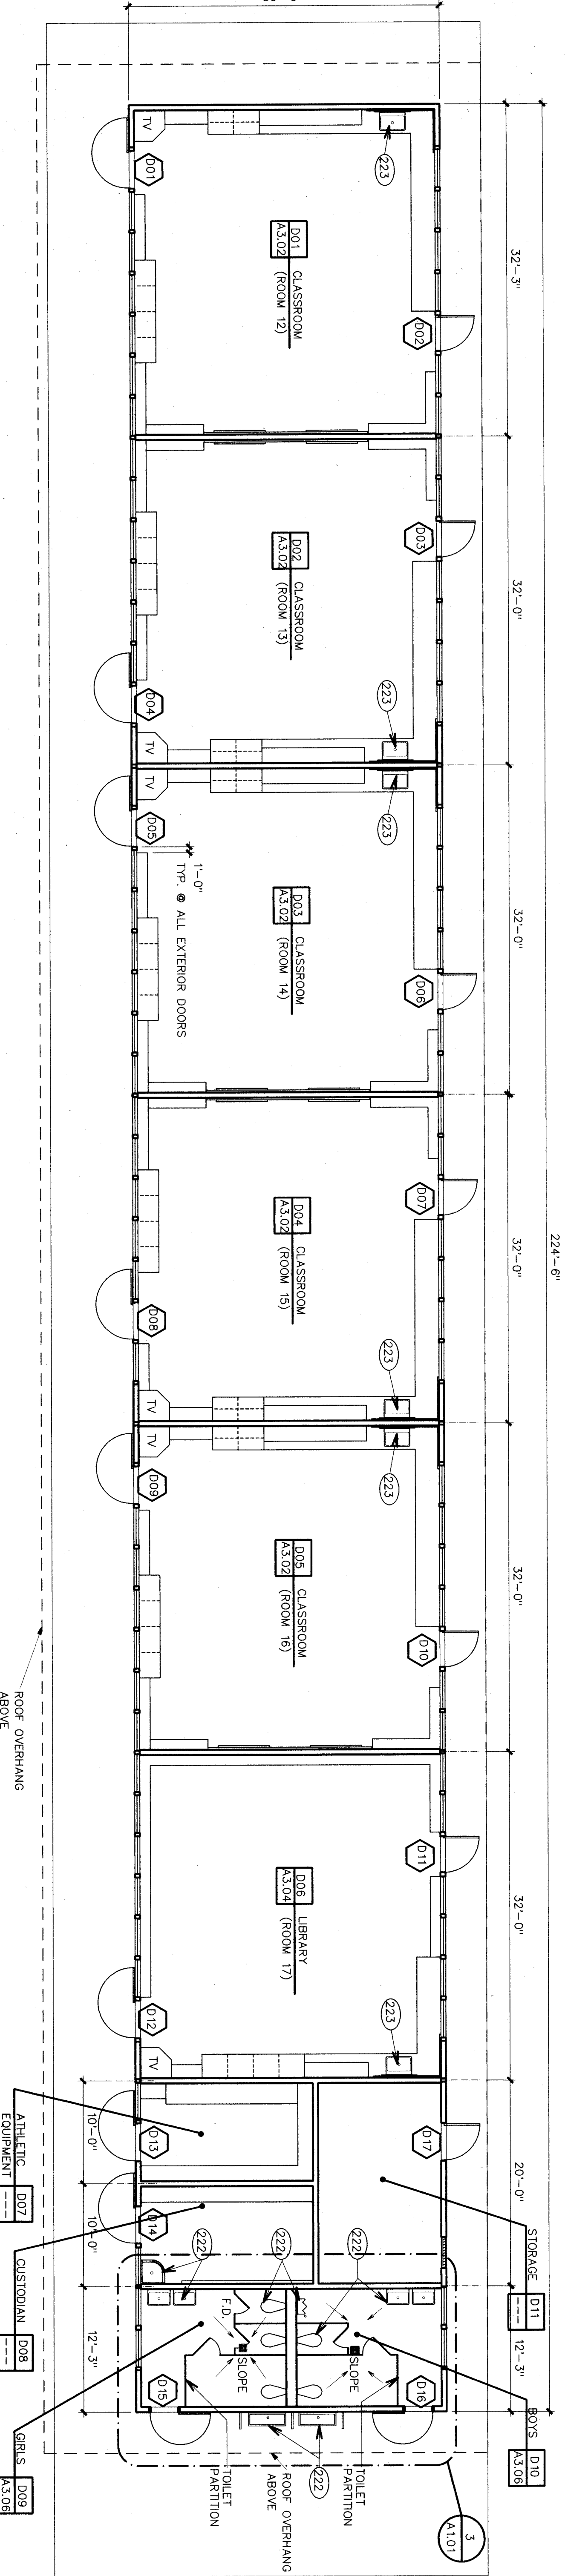 224'-6"
32'-3"
32'-0"
32'-0"
32'-0"
32'-0"
32'-0"
20'-0"
12'-3"
D02
D03
D06
D07
D10
D11
D17
D16
223
223
223
223
223
223
D01
A3.02
CLASSROOM
(ROOM 12)
D02
A3.02
CLASSROOM
(ROOM 13)
D03
A3.02
CLASSROOM
(ROOM 14)
D04
A3.02
CLASSROOM
(ROOM 15)
D05
A3.02
CLASSROOM
(ROOM 16)
D06
A3.04
LIBRARY
(ROOM 17)
1'-0"
TYP. @ ALL EXTERIOR DOORS
TV
TV
TV
TV
TV
TV
D01
D04
D05
D08
D09
D12
D13
D14
D15
10'-0"
10'-0"
12'-3"
STORAGE
D11
---
BOYS
D10
A3.06
3
A1.01
222
222
222
222
F.D.
SLOPE
SLOPE
TOILET
PARTITION
TOILET
PARTITION
ROOF OVERHANG
ABOVE
ROOF OVERHANG
ABOVE
ATHLETIC
EQUIPMENT
D07
---
CUSTODIAN
D08
---
GIRLS
D09
A3.06